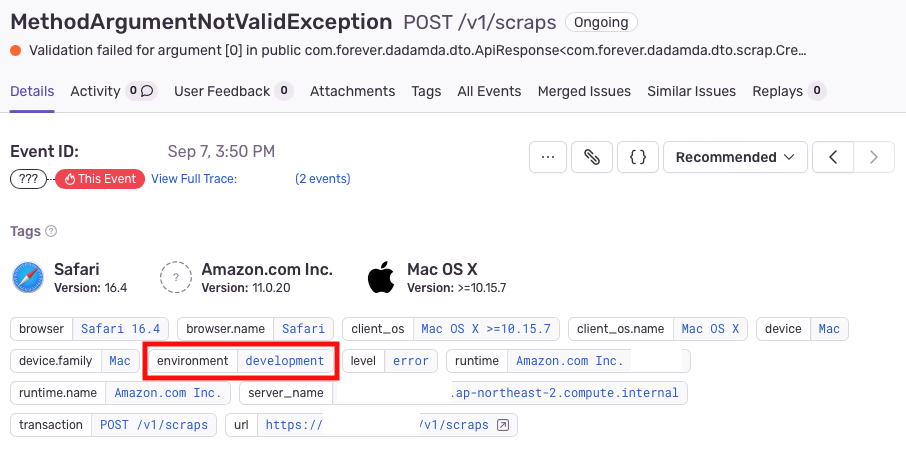 MethodArgumentNotValidException POST /v1/scraps Ongoing
Validation failed for argument [0] in public com.forever.dadamda.dto.ApiResponse<com.forever.dadamda.dto.scrap.Cre…
Details Activity 0 User Feedback 0 Attachments Tags All Events Merged Issues Similar Issues Replays 0
Event ID: Sep 7, 3:50 PM
... { } Recommended
??? This Event View Full Trace: (2 events)
Tags ?
Safari
Version: 16.4
?
Amazon.com Inc.
Version: 11.0.20
Mac OS X
Version: >=10.15.7
browser Safari 16.4 browser.name Safari client_os Mac OS X >=10.15.7 client_os.name Mac OS X device Mac
device.family Mac environment development level error runtime Amazon.com Inc.
runtime.name Amazon.com Inc. server_name .ap-northeast-2.compute.internal
transaction POST /v1/scraps url https:// /v1/scraps